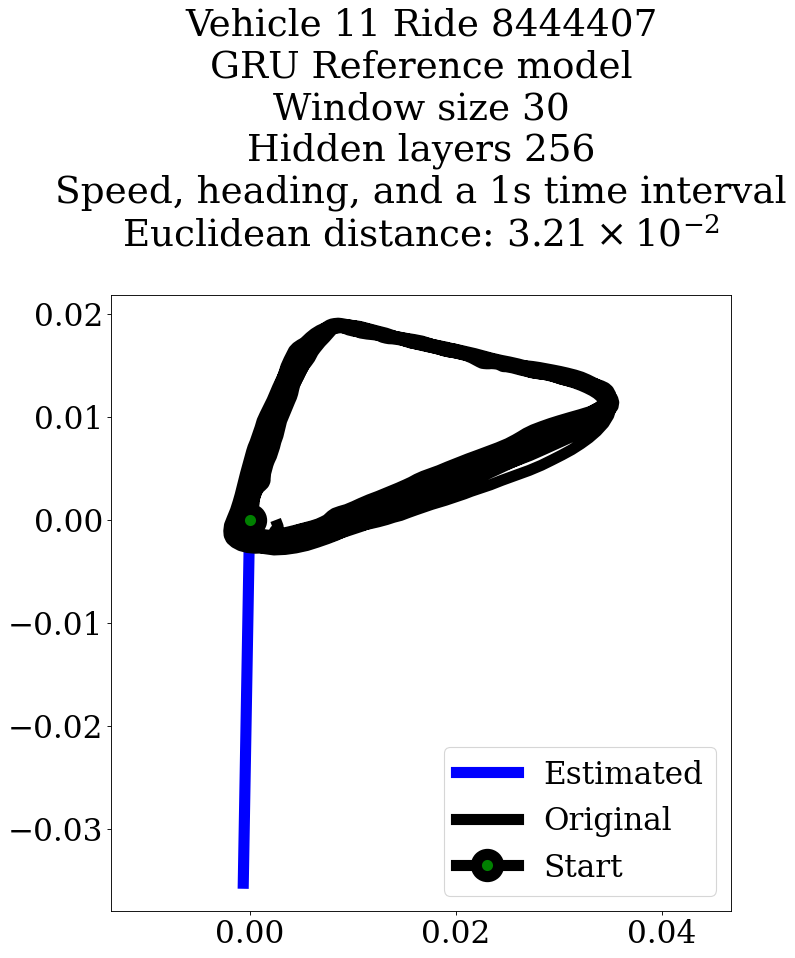 Vehicle 11 Ride 8444407
GRU Reference model
Window size 30
Hidden layers 256
Speed, heading, and a 1s time interval
Euclidean distance: 3.21 × 10⁻²
0.02
0.01
0.00
−0.01
−0.02
−0.03
Estimated
Original
Start
0.00 0.02 0.04